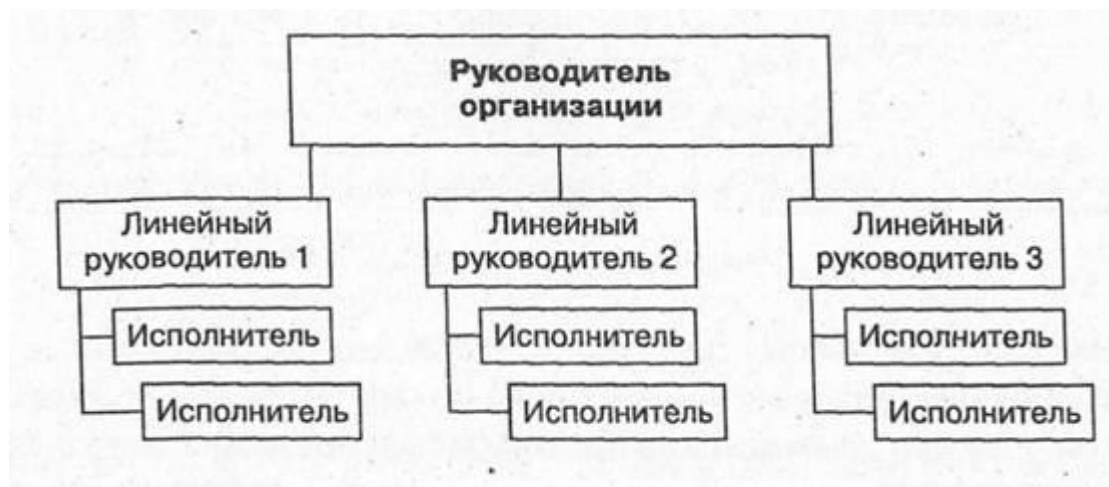 Руководитель
организации
Линейный
руководитель 1
Линейный
руководитель 2
Линейный
руководитель 3
Исполнитель
Исполнитель
Исполнитель
Исполнитель
Исполнитель
Исполнитель